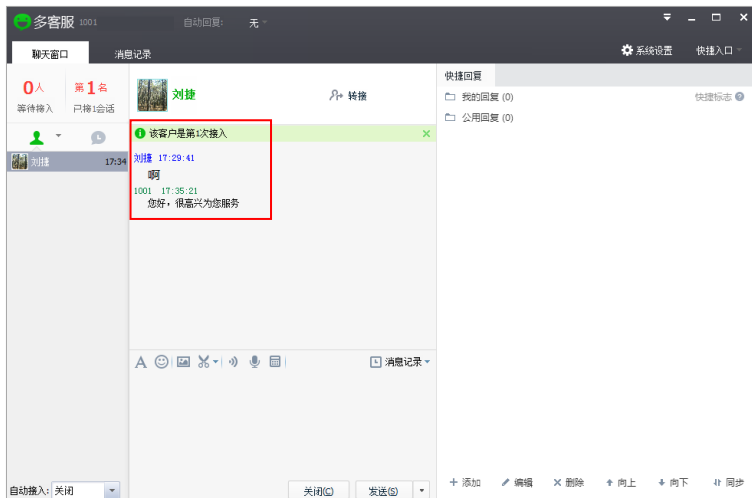 多客服 1001 自动回复: 无
聊天窗口 消息记录 系统设置 快捷入口
0人 第1名
等待接入 已接1会话
刘捷 17:34
刘捷 转接
该客户是第1次接入
刘捷 17:29:41
啊
1001 17:35:21
您好，很高兴为您服务
消息记录
自动接入: 关闭
关闭(C) 发送(S)
快捷回复
我的回复 (0) 快捷标志
公用回复 (0)
添加 编辑 删除 向上 向下 同步